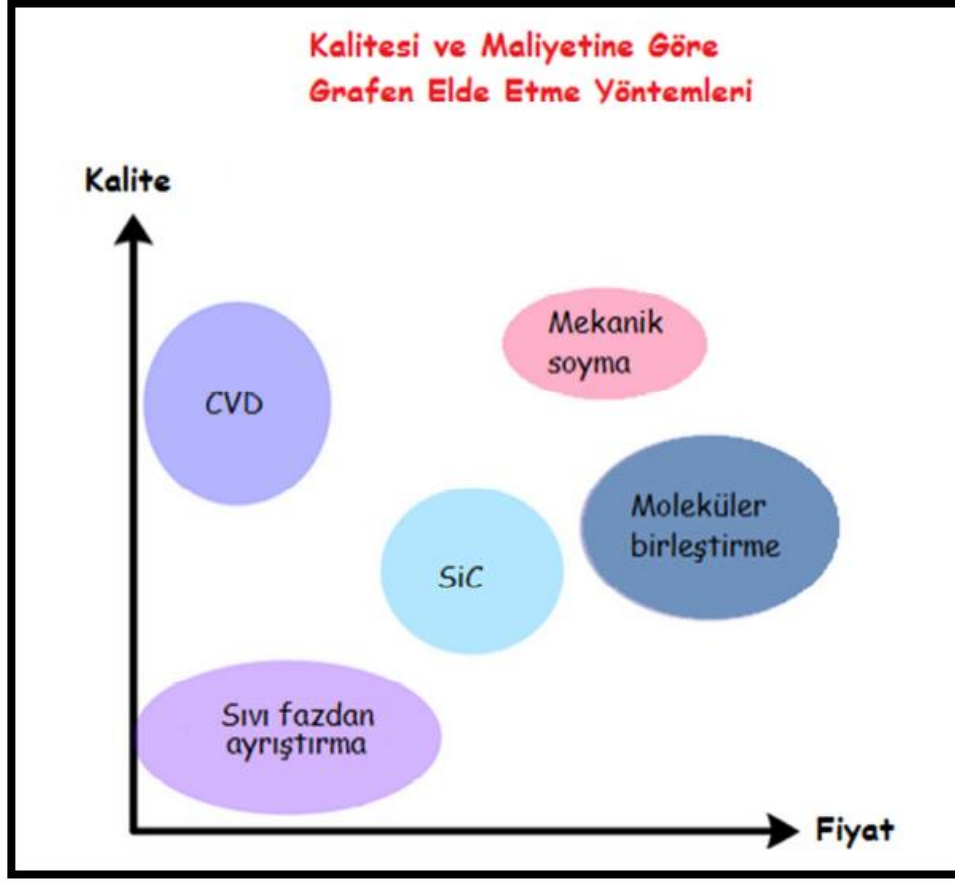 Kalitesi ve Maliyetine Göre
Grafen Elde Etme Yöntemleri
Kalite
Mekanik
soyma
CVD
Moleküler
birleştirme
SiC
Sıvı fazdan
ayrıştırma
Fiyat